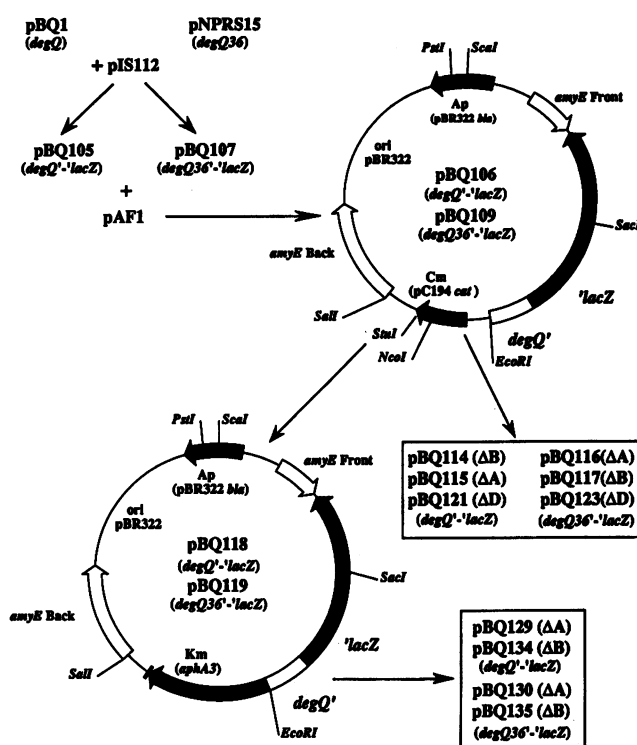 pBQ1
(degQ)
pNPRS15
(degQ36)
+ pIS112
pBQ105
(degQ'-'lacZ)
pBQ107
(degQ36'-'lacZ)
+
pAF1
PstI
ScaI
Ap
(pBR322 bla)
amyE Front
ori
pBR322
pBQ106
(degQ'-'lacZ)
pBQ109
(degQ36'-'lacZ)
SacI
amyE Back
Cm
(pC194 cat)
'lacZ
SalI
StuI
NcoI
degQ'
EcoRI
pBQ114 (ΔB)
pBQ115 (ΔA)
pBQ121 (ΔD)
(degQ'-'lacZ)
pBQ116(ΔA)
pBQ117(ΔB)
pBQ123(ΔD)
(degQ36'-'lacZ)
PstI
ScaI
Ap
(pBR322 bla)
amyE Front
ori
pBR322
pBQ118
(degQ'-'lacZ)
pBQ119
(degQ36'-'lacZ)
SacI
amyE Back
Km
(aphA3)
'lacZ
SalI
degQ'
EcoRI
pBQ129 (ΔA)
pBQ134 (ΔB)
(degQ'-'lacZ)
pBQ130 (ΔA)
pBQ135 (ΔB)
(degQ36'-'lacZ)